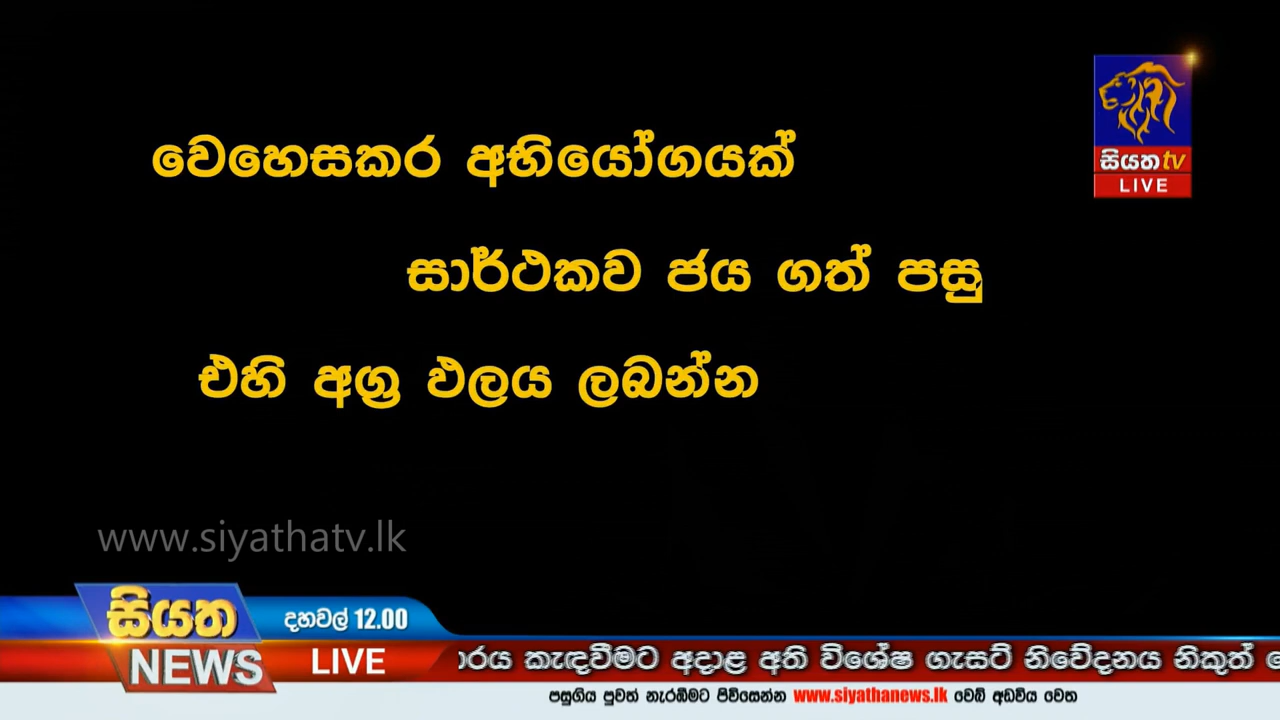 වෙහෙසකර අභියෝගයක්
සාර්ථකව ජය ගත් පසු
එහි අග්‍ර ඵලය ලබන්න
සියත tv
LIVE
www.siyathatv.lk
සියත
NEWS
දහවල් 12.00
LIVE
කැඳවීමට අදාළ අති විශේෂ ගැසට් නිවේදනය නිකුත්
පසුගිය පුවත් නැරඹීමට පිවිසෙන්න www.siyathanews.lk වෙබ් අඩවිය වෙත